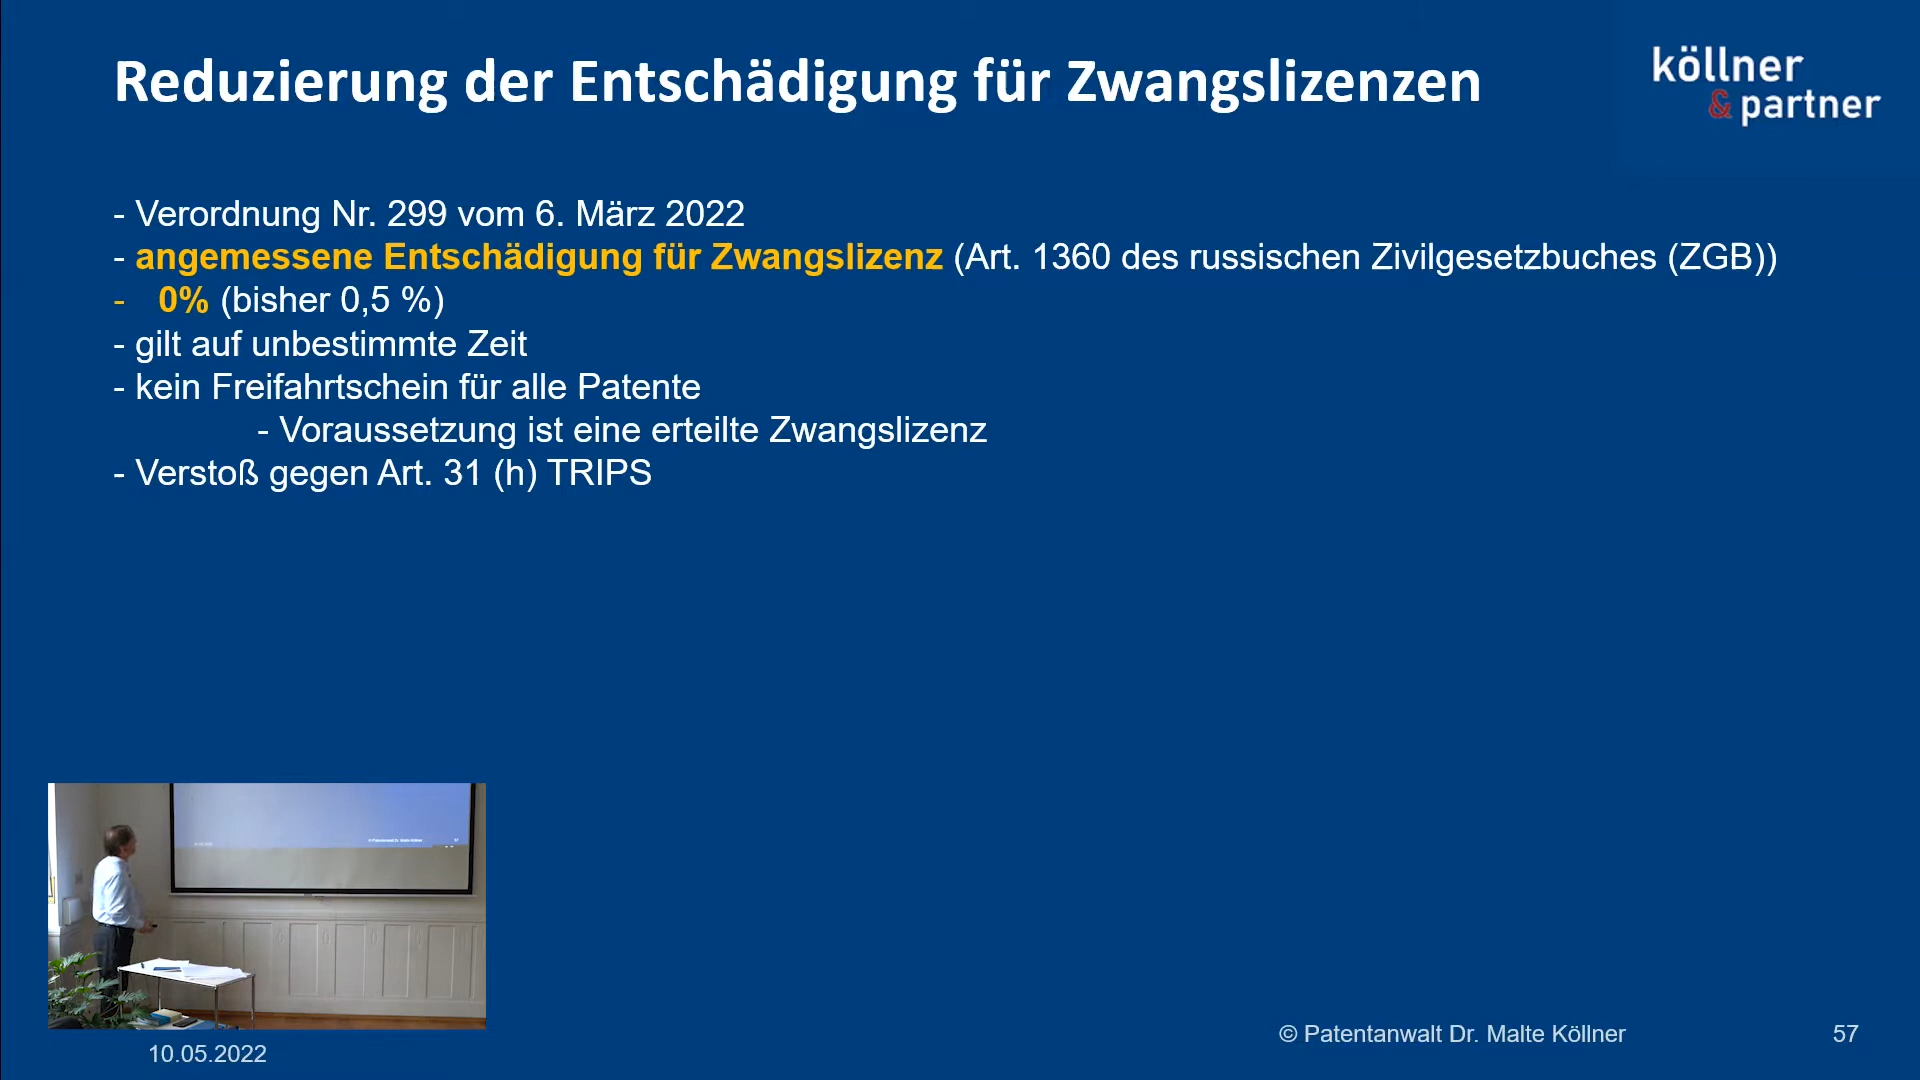 Reduzierung der Entschädigung für Zwangslizenzen
köllner
& partner
- Verordnung Nr. 299 vom 6. März 2022
- angemessene Entschädigung für Zwangslizenz (Art. 1360 des russischen Zivilgesetzbuches (ZGB))
- 0% (bisher 0,5 %)
- gilt auf unbestimmte Zeit
- kein Freifahrtschein für alle Patente
- Voraussetzung ist eine erteilte Zwangslizenz
- Verstoß gegen Art. 31 (h) TRIPS
© Patentanwalt Dr. Malte Köllner
57
10.05.2022